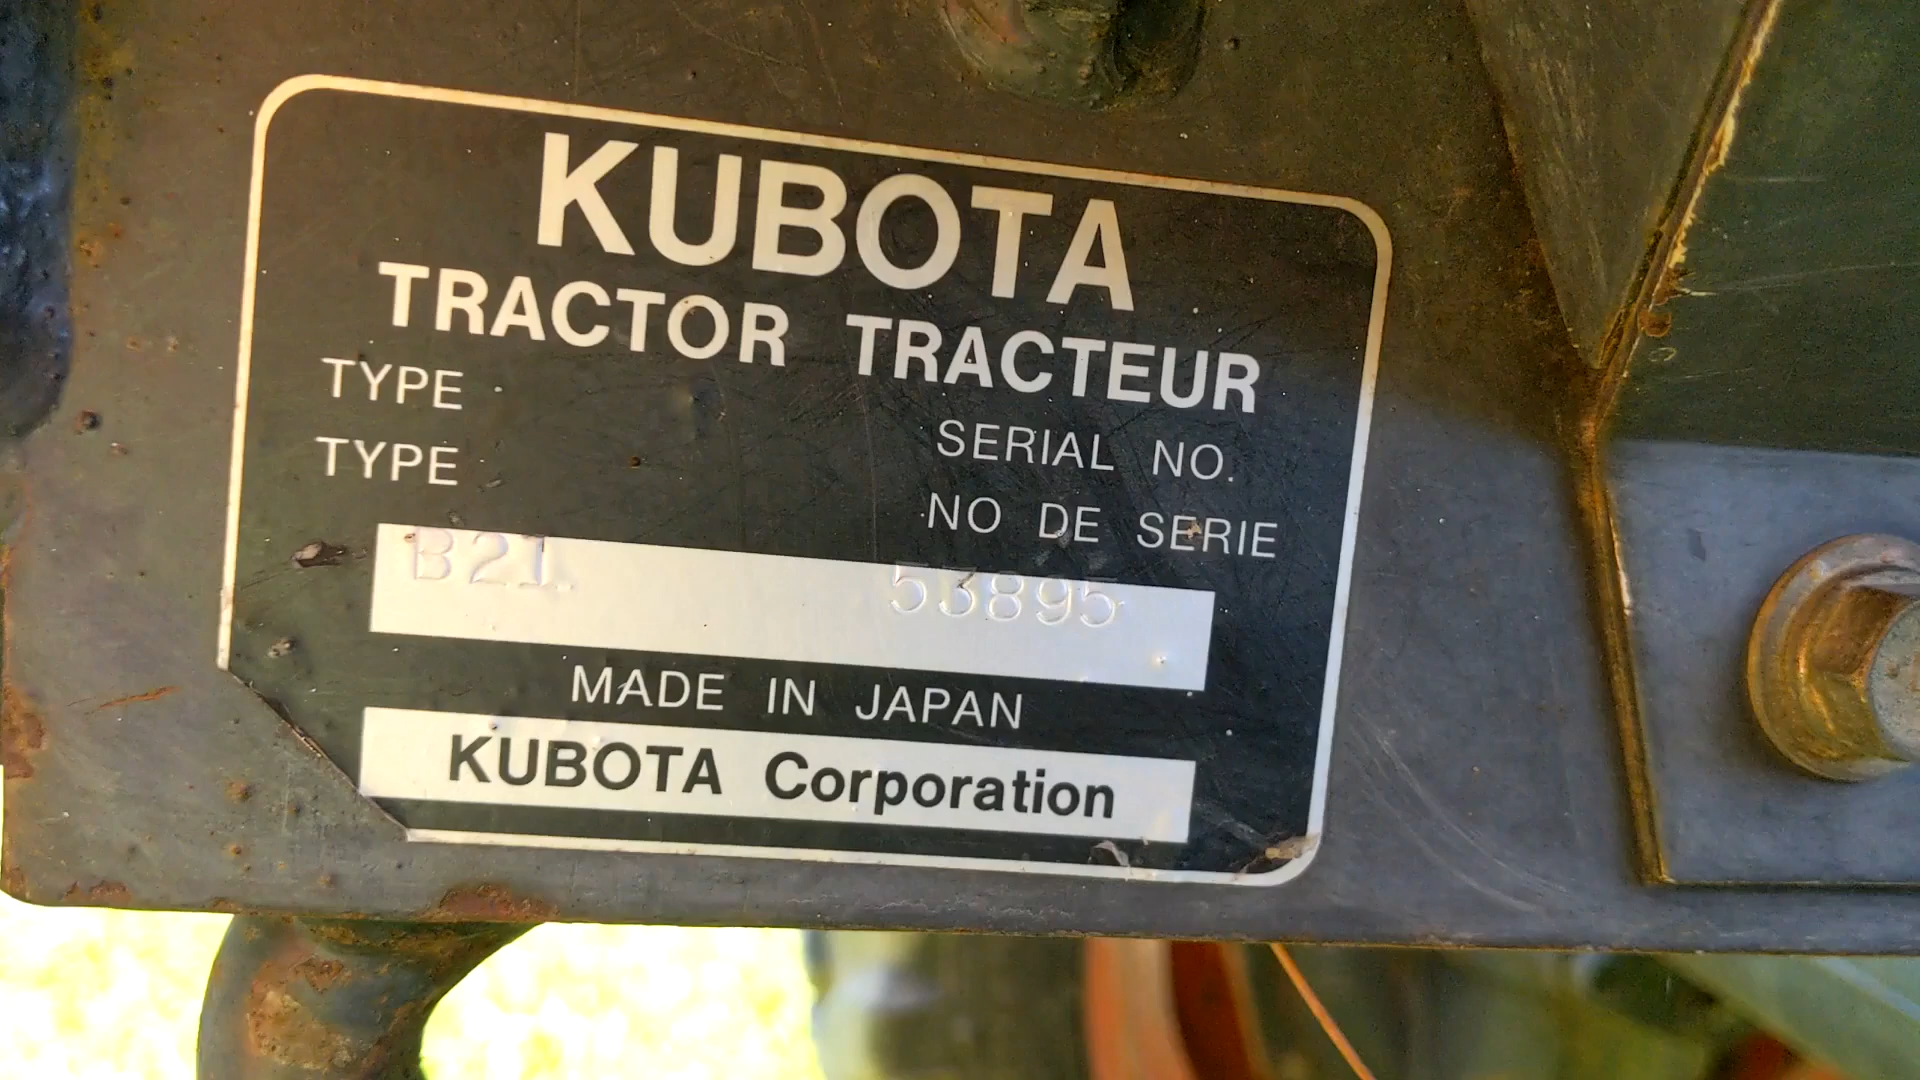 KUBOTA
TRACTOR TRACTEUR
TYPE
TYPE
SERIAL NO.
NO DE SERIE
B21 53895
MADE IN JAPAN
KUBOTA Corporation